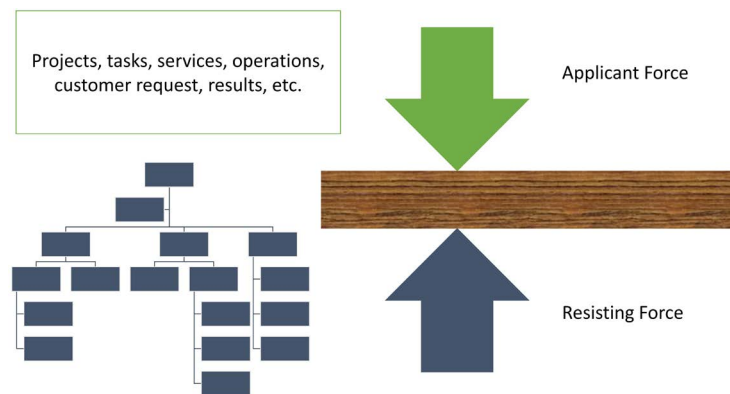 Projects, tasks, services, operations,
customer request, results, etc.
Applicant Force
Resisting Force